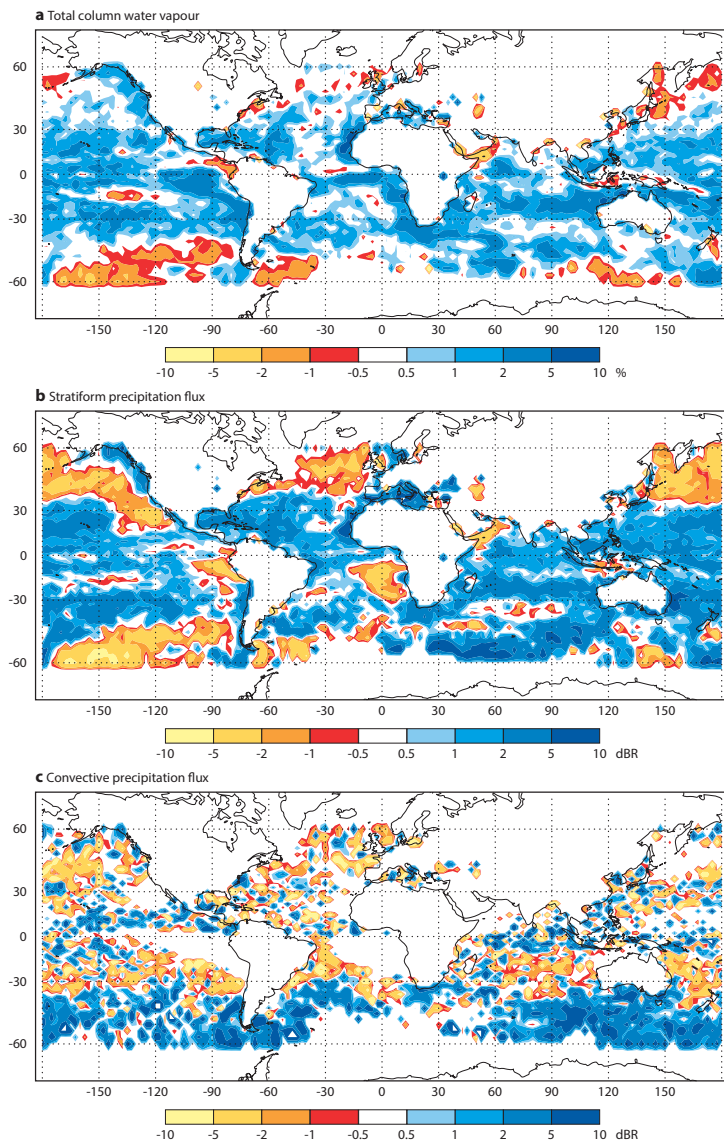 a Total column water vapour
60
30
0
-30
-60
-150 -120 -90 -60 -30 0 30 60 90 120 150
-10 -5 -2 -1 -0.5 0.5 1 2 5 10 %
b Stratiform precipitation flux
60
30
0
-30
-60
-150 -120 -90 -60 -30 0 30 60 90 120 150
-10 -5 -2 -1 -0.5 0.5 1 2 5 10 dBR
c Convective precipitation flux
60
30
0
-30
-60
-150 -120 -90 -60 -30 0 30 60 90 120 150
-10 -5 -2 -1 -0.5 0.5 1 2 5 10 dBR